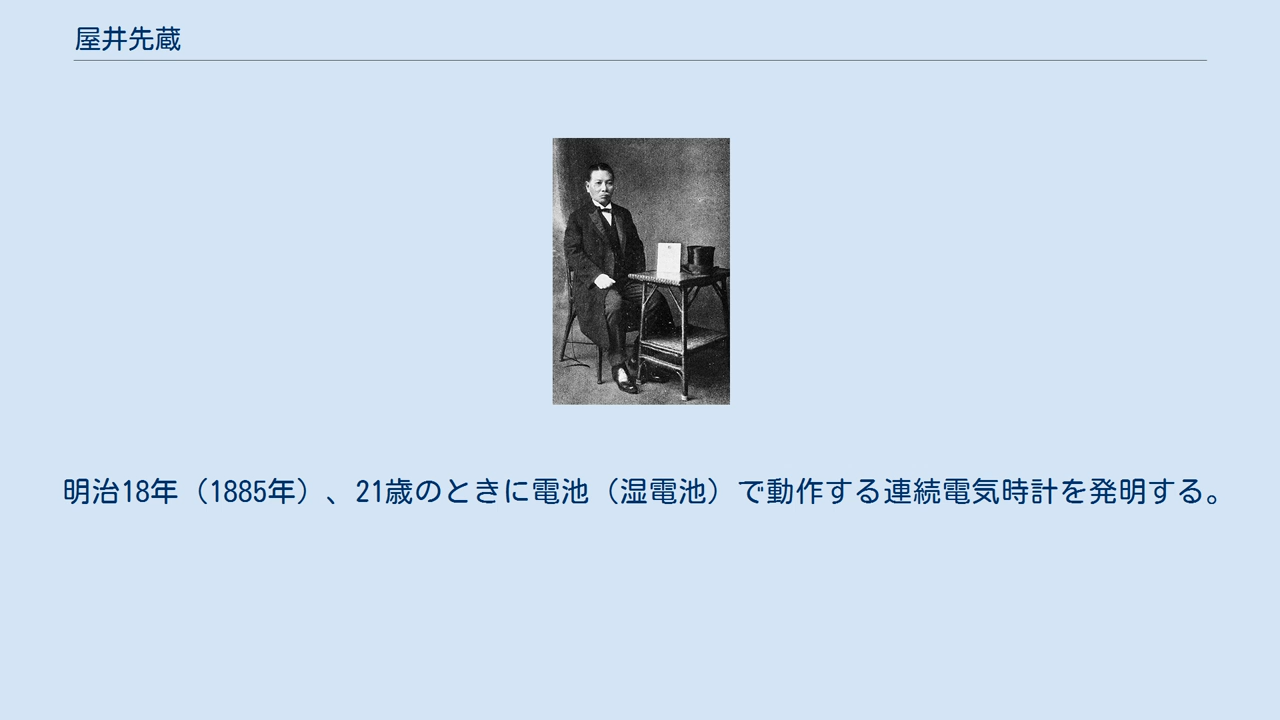 屋井先蔵
明治18年（1885年）、21歳のときに電池（湿電池）で動作する連続電気時計を発明する。